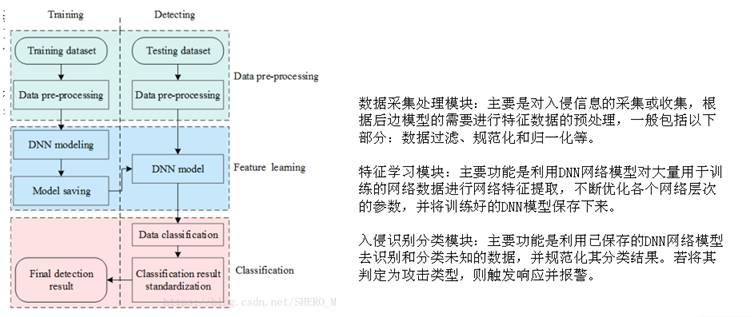 Training
Detecting
Training dataset
Testing dataset
Data pre-processing
Data pre-processing
Data pre-processing
DNN modeling
Model saving
DNN model
Feature learning
Data classification
Classification result
standardization
Final detection
result
Classification
数据采集处理模块：主要是对入侵信息的采集或收集，根
据后边模型的需要进行特征数据的预处理，一般包括以下
部分：数据过滤、规范化和归一化等。
特征学习模块：主要功能是利用DNN网络模型对大量用于训
练的网络数据进行网络特征提取，不断优化各个网络层次
的参数，并将训练好的DNN模型保存下来。
入侵识别分类模块：主要功能是利用已保存的DNN网络模型
去识别和分类未知的数据，并规范化其分类结果。若将其
判定为攻击类型，则触发响应并报警。